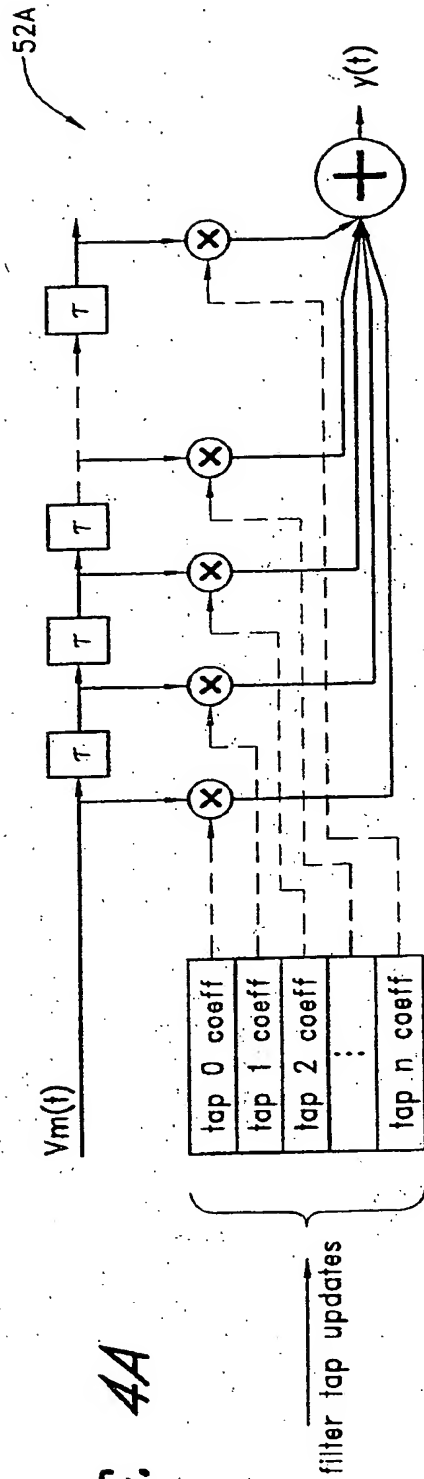 52A
Vm(t)
τ
τ
τ
τ
×
×
×
×
×
+
y(t)
tap 0 coeff
tap 1 coeff
tap 2 coeff
...
tap n coeff
filter tap updates
4A